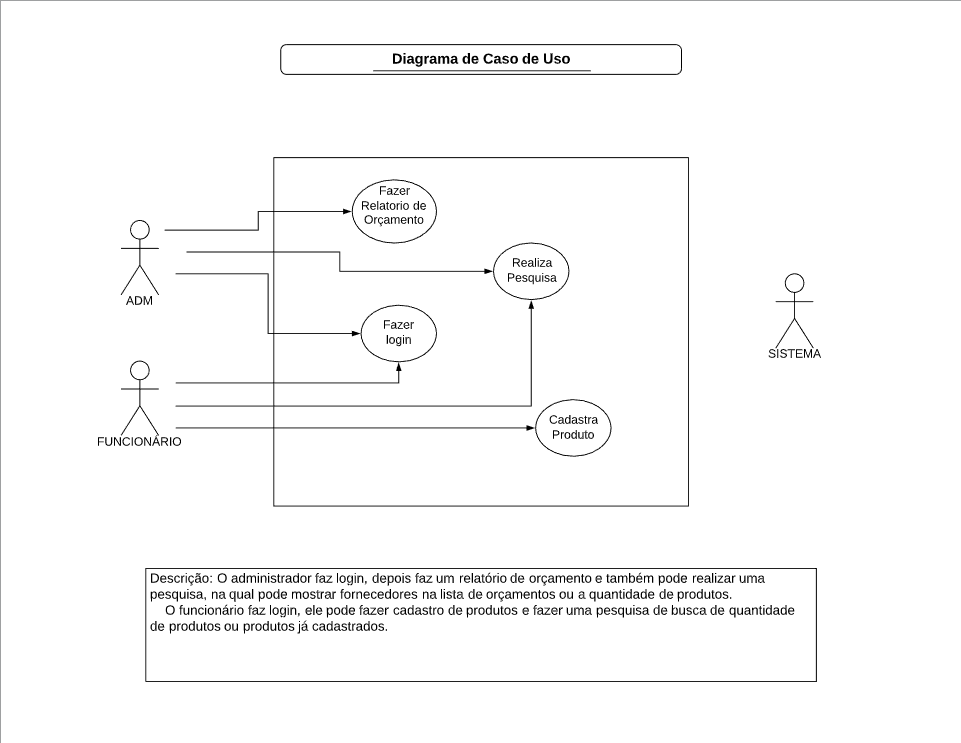 Diagrama de Caso de Uso
Fazer
Relatorio de
Orçamento
Realiza
Pesquisa
ADM
Fazer
login
SISTEMA
FUNCIONÁRIO
Cadastra
Produto
Descrição: O administrador faz login, depois faz um relatório de orçamento e também pode realizar uma
pesquisa, na qual pode mostrar fornecedores na lista de orçamentos ou a quantidade de produtos.
O funcionário faz login, ele pode fazer cadastro de produtos e fazer uma pesquisa de busca de quantidade
de produtos ou produtos já cadastrados.